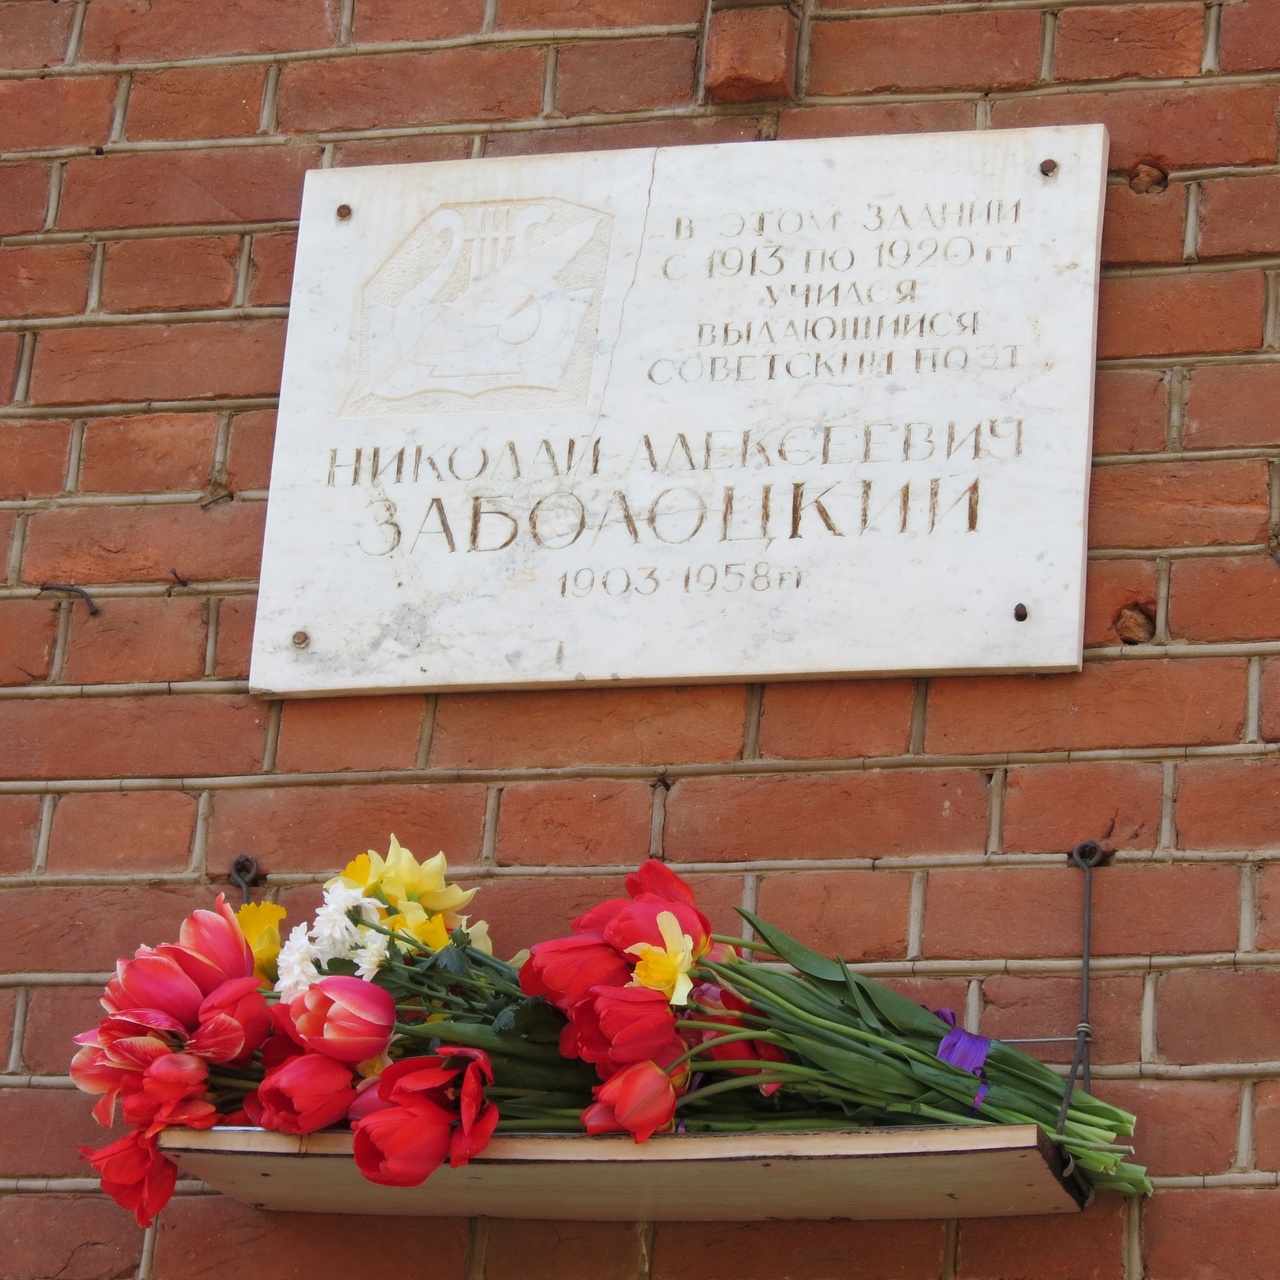 В ЭТОМ ЗДАНИИ
С 1913 ПО 1920 ГГ
УЧИЛСЯ
ВЫДАЮЩИЙСЯ
СОВЕТСКИЙ ПОЭТ
НИКОЛАЙ АЛЕКСЕЕВИЧ
ЗАБОЛОЦКИЙ
1903-1958 ГГ